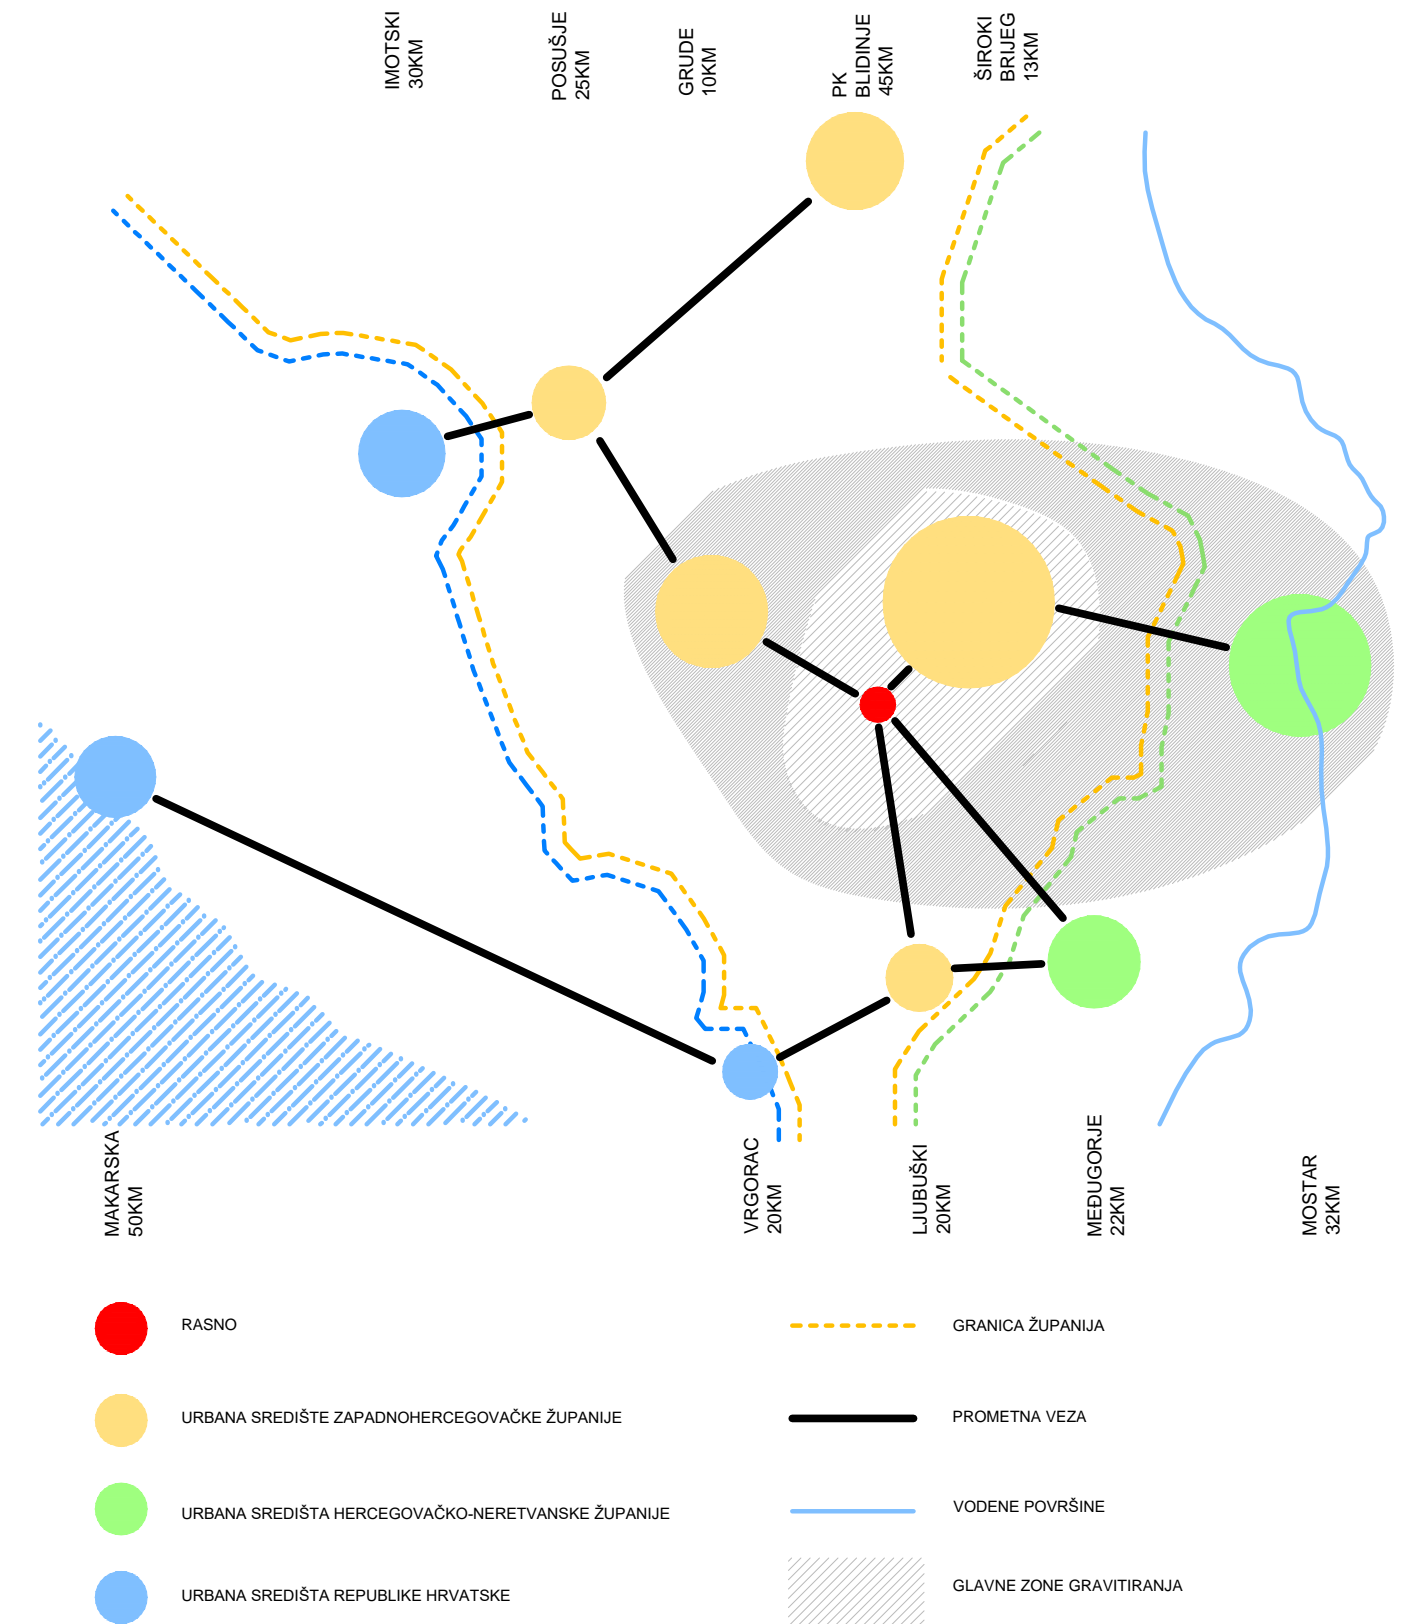 IMOTSKI
30KM
POSUŠJE
25KM
GRUDE
10KM
PK
BLIDINJE
45KM
ŠIROKI
BRIJEG
13KM
MAKARSKA
50KM
VRGORAC
20KM
LJUBUŠKI
20KM
MEĐUGORJE
22KM
MOSTAR
32KM
RASNO
URBANA SREDIŠTE ZAPADNOHERCEGOVAČKE ŽUPANIJE
URBANA SREDIŠTA HERCEGOVAČKO-NERETVANSKE ŽUPANIJE
URBANA SREDIŠTA REPUBLIKE HRVATSKE
GRANICA ŽUPANIJA
PROMETNA VEZA
VODENE POVRŠINE
GLAVNE ZONE GRAVITIRANJA